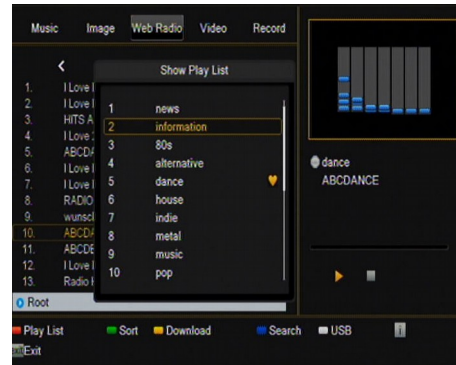 Music Image Web Radio Video Record
Show Play List
1. I Love
2. I Love
3. HITS A
4. I Love
5. ABCD
6. I Love
7. I Love
8. RADIO
9. wunscl
10. ABCD
11. ABCDE
12. I Love
13. Radio
1 news
2 information
3 80s
4 alternative
5 dance
6 house
7 indie
8 metal
9 music
10 pop
dance
ABCDANCE
Root
Play List Sort Download Search USB i
Exit